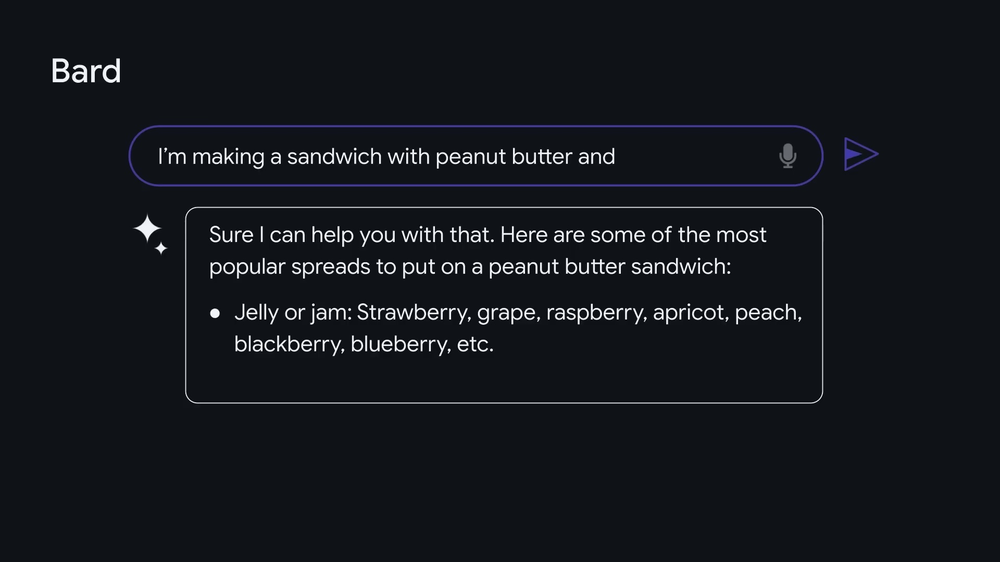 Bard
I’m making a sandwich with peanut butter and
Sure I can help you with that. Here are some of the most
popular spreads to put on a peanut butter sandwich:
● Jelly or jam: Strawberry, grape, raspberry, apricot, peach,
blackberry, blueberry, etc.